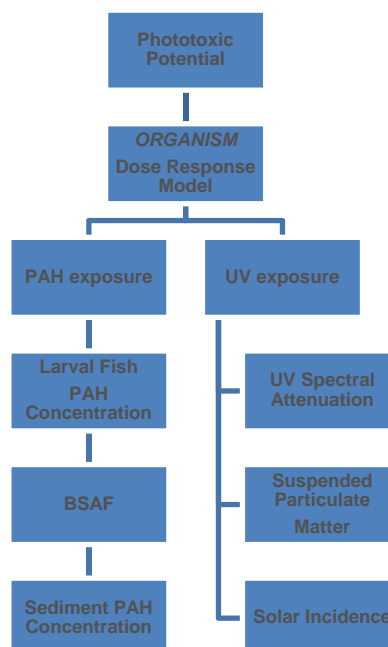 Phototoxic
Potential
ORGANISM
Dose Response
Model
PAH exposure
UV exposure
Larval Fish
PAH
Concentration
UV Spectral
Attenuation
BSAF
Suspended
Particulate
Matter
Sediment PAH
Concentration
Solar Incidence